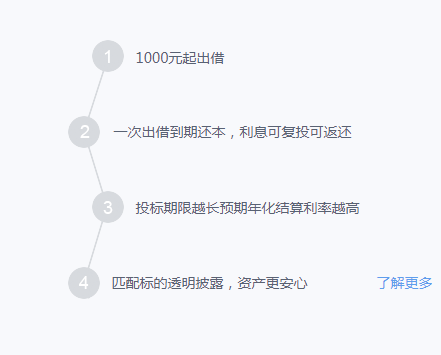 1 1000元起出借
2 一次出借到期还本，利息可复投可返还
3 投标期限越长预期年化结算利率越高
4 匹配标的透明披露，资产更安心 了解更多